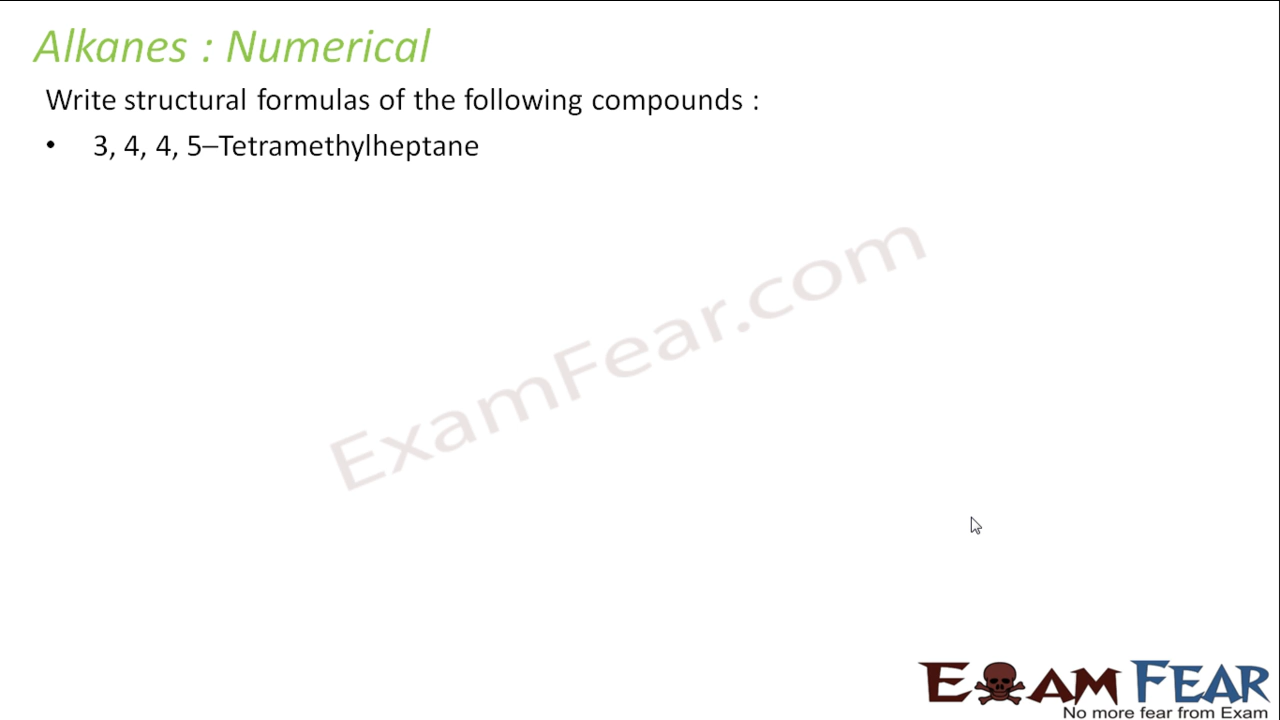 Alkanes : Numerical
Write structural formulas of the following compounds :
• 3, 4, 4, 5–Tetramethylheptane
ExamFear.com
EXAM FEAR
No more fear from Exam